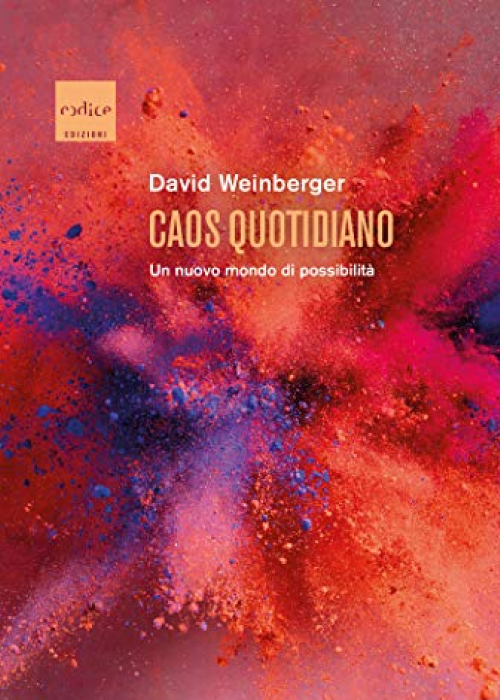 codice
EDIZIONI
David Weinberger
CAOS QUOTIDIANO
Un nuovo mondo di possibilità